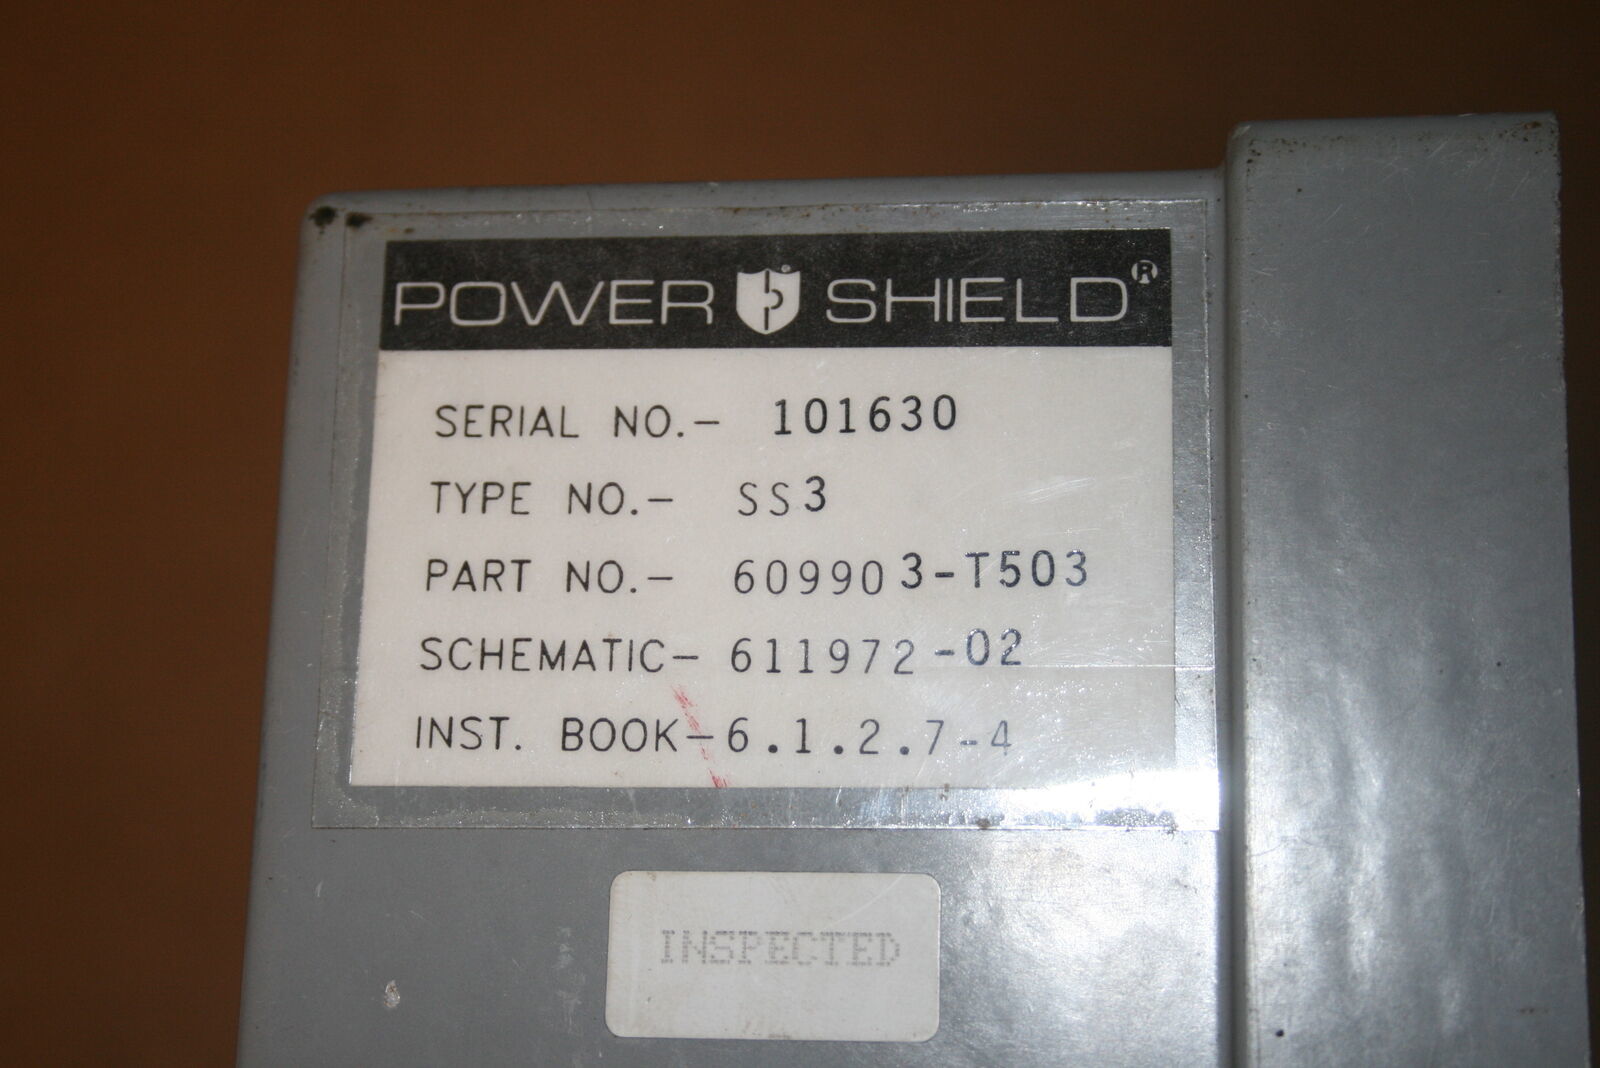 POWER SHIELD®
SERIAL NO.- 101630
TYPE NO.- SS3
PART NO.- 609903-T503
SCHEMATIC- 611972-02
INST. BOOK-6.1.2.7-4
INSPECTED